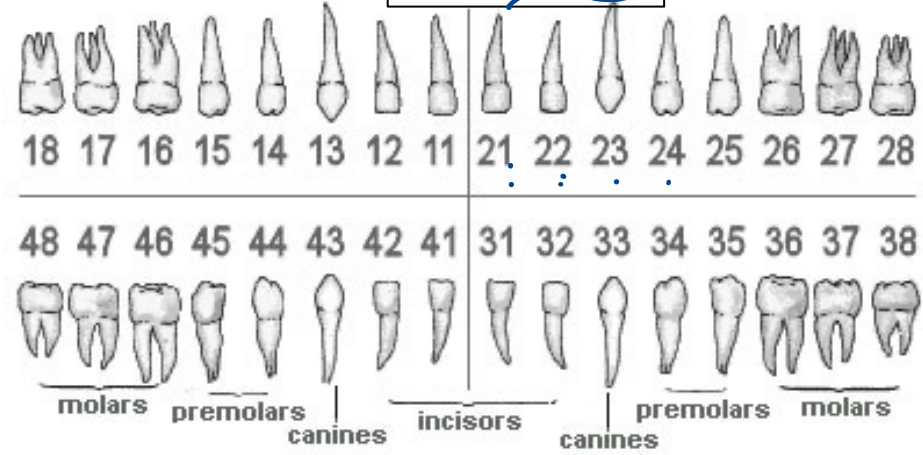 18 17 16 15 14 13 12 11 21 22 23 24 25 26 27 28
48 47 46 45 44 43 42 41 31 32 33 34 35 36 37 38
molars premolars canines incisors canines premolars molars